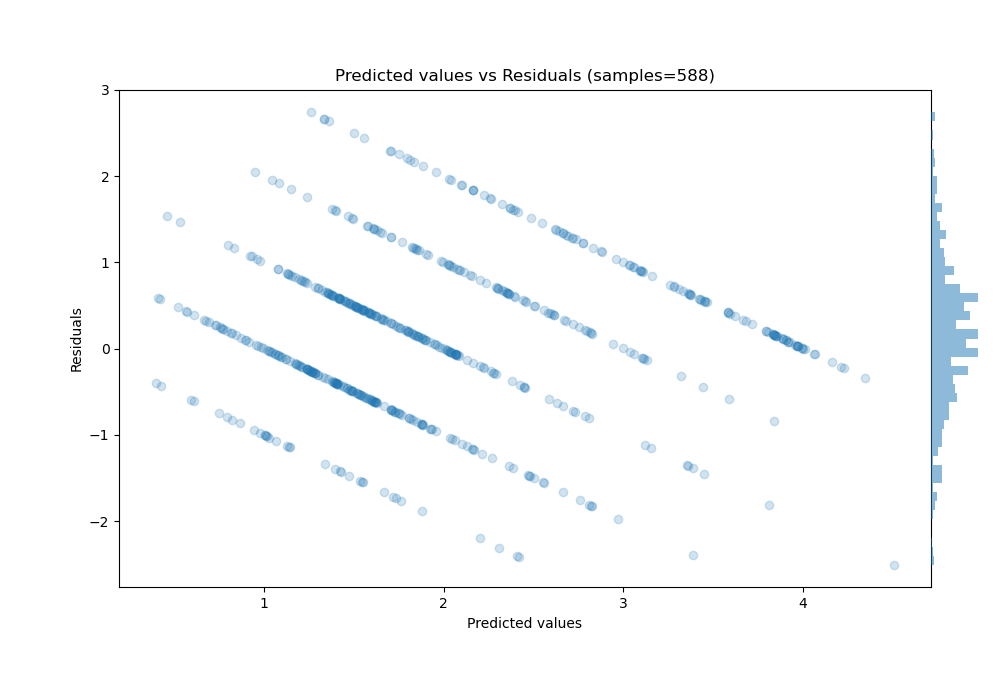 Predicted values vs Residuals (samples=588)
3
2
1
0
−1
−2
Residuals
1 2 3 4
Predicted values